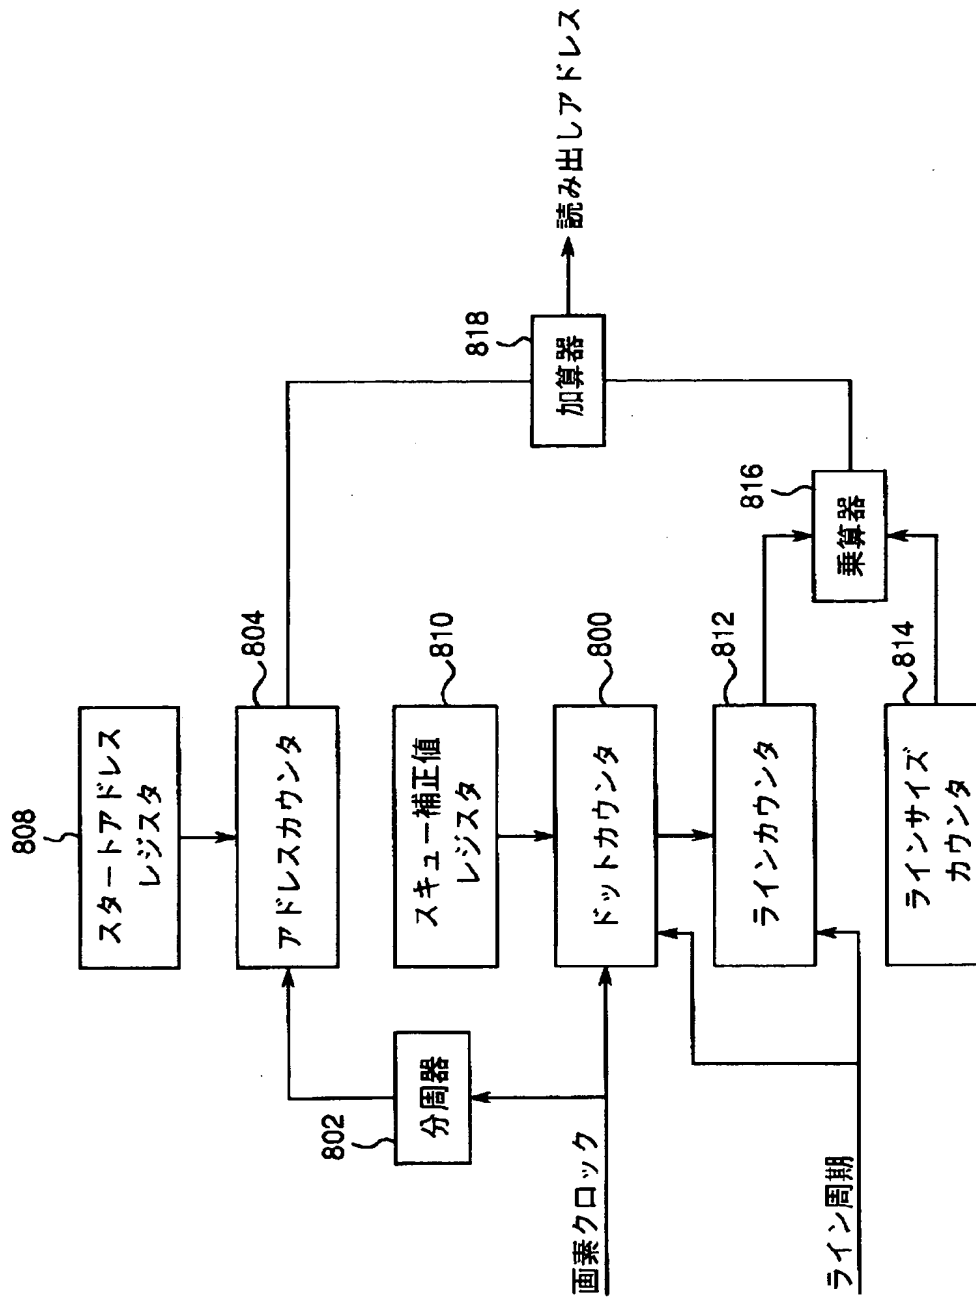 808
スタートアドレス
レジスタ
804
アドレスカウンタ
802
分周器
810
スキュー補正値
レジスタ
818
加算器
読み出しアドレス
画素クロック
800
ドットカウンタ
812
ラインカウンタ
816
乗算器
ライン周期
814
ラインサイズ
カウンタ